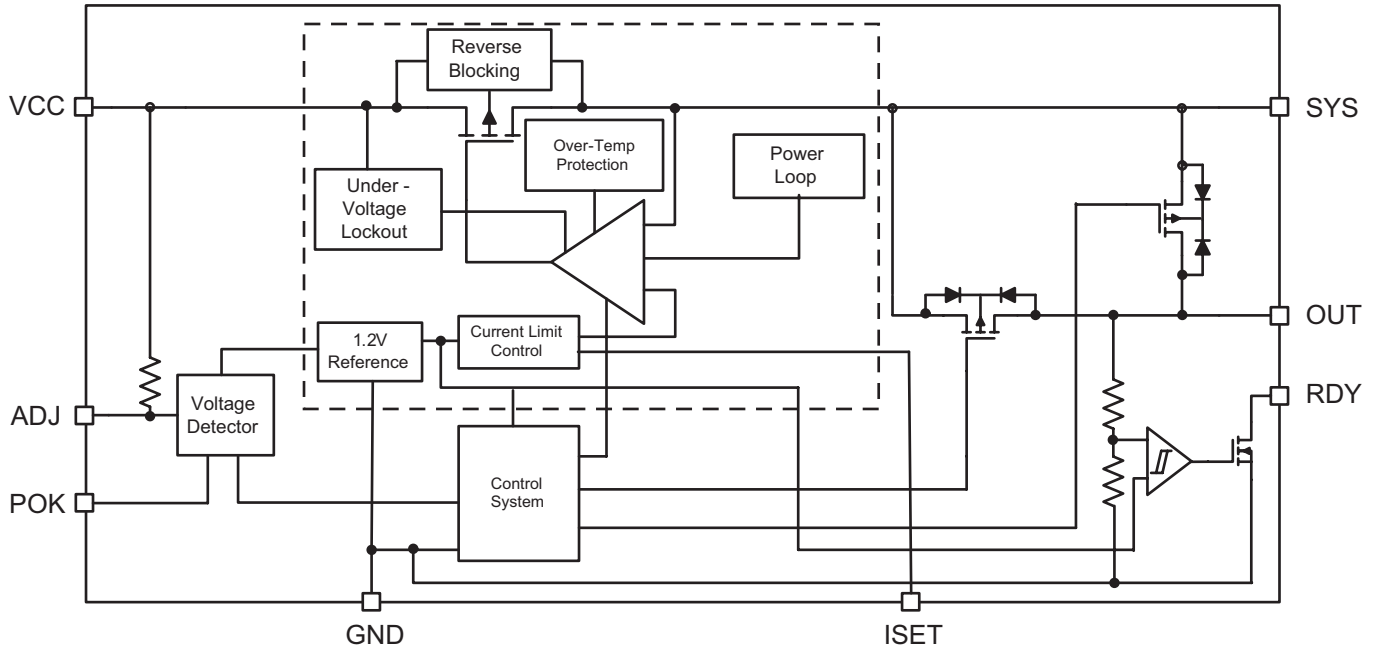 Reverse
Blocking
VCC
SYS
Over-Temp
Protection
Power
Loop
Under -
Voltage
Lockout
OUT
1.2V
Reference
Current Limit
Control
RDY
ADJ
Voltage
Detector
Control
System
POK
GND
ISET